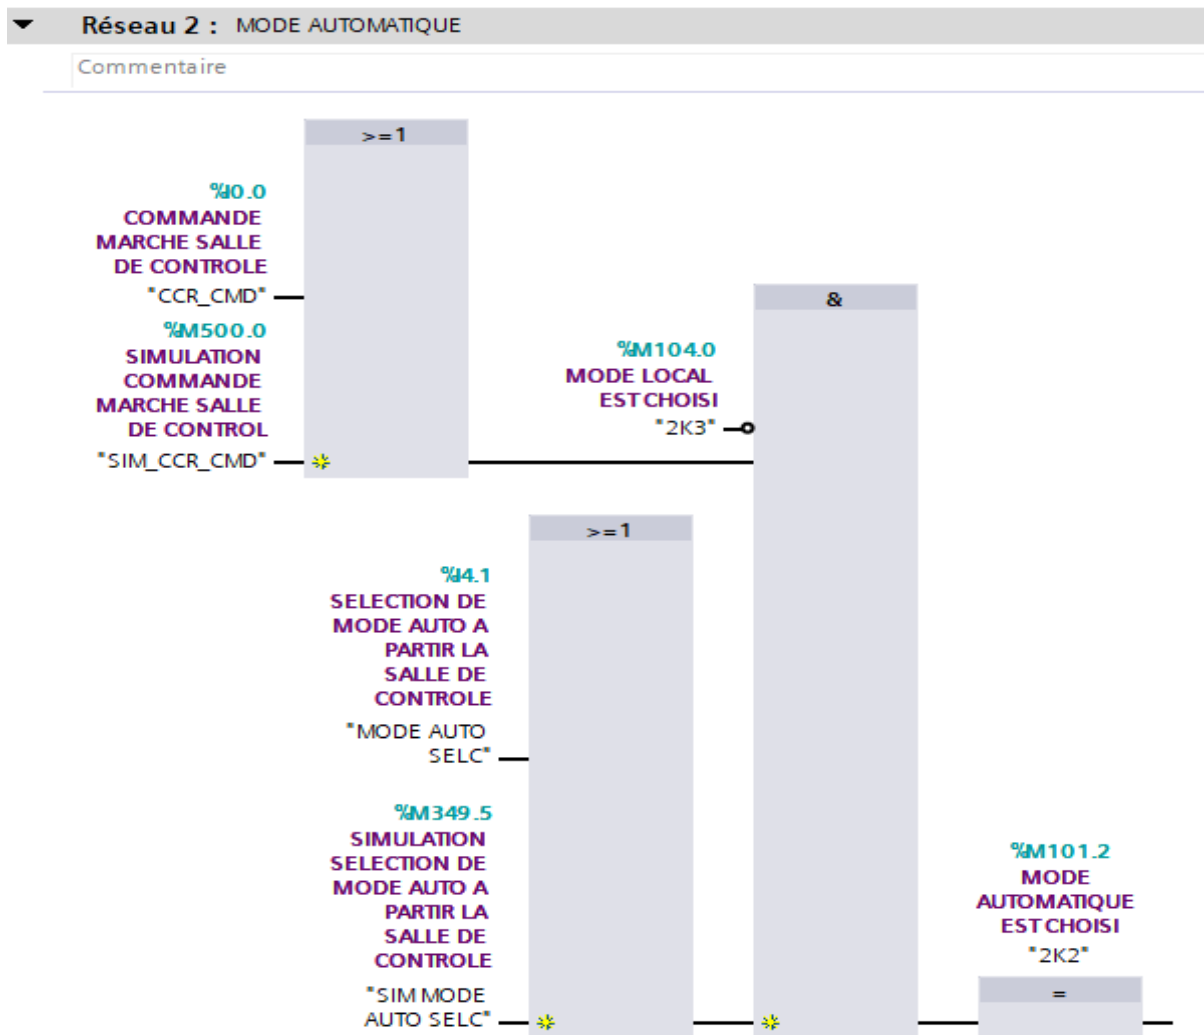 Réseau 2 : MODE AUTOMATIQUE
Commentaire
>=1
%I0.0
COMMANDE
MARCHE SALLE
DE CONTROLE
"CCR_CMD"
%M500.0
SIMULATION
COMMANDE
MARCHE SALLE
DE CONTROL
"SIM_CCR_CMD"
&
%M104.0
MODE LOCAL
EST CHOISI
"2K3"
>=1
%I4.1
SELECTION DE
MODE AUTO A
PARTIR LA
SALLE DE
CONTROLE
"MODE AUTO
SELC"
%M349.5
SIMULATION
SELECTION DE
MODE AUTO A
PARTIR LA
SALLE DE
CONTROLE
"SIM MODE
AUTO SELC"
%M101.2
MODE
AUTOMATIQUE
EST CHOISI
"2K2"
=